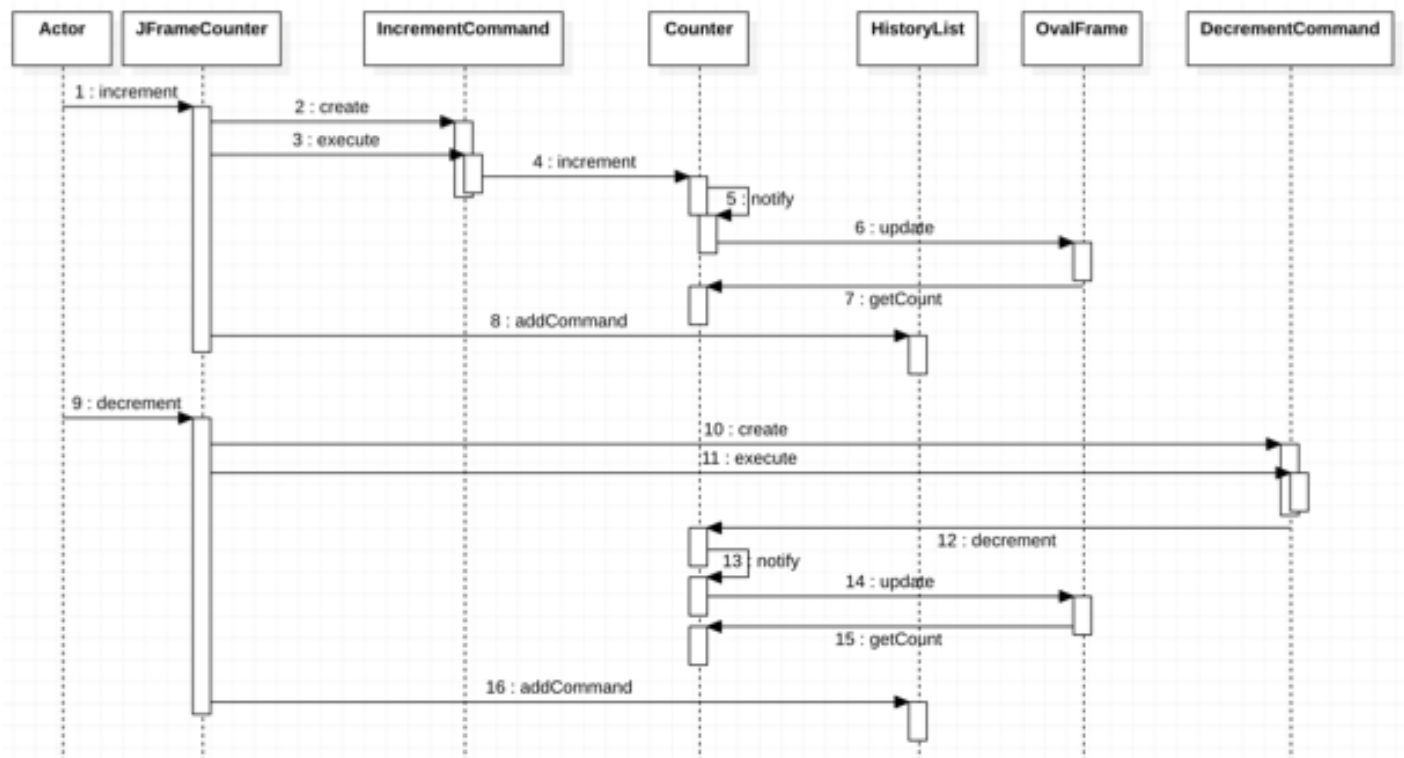 Actor
JFrameCounter
IncrementCommand
Counter
HistoryList
OvalFrame
DecrementCommand
1 : increment
2 : create
3 : execute
4 : increment
5 : notify
6 : update
7 : getCount
8 : addCommand
9 : decrement
10 : create
11 : execute
12 : decrement
13 : notify
14 : update
15 : getCount
16 : addCommand